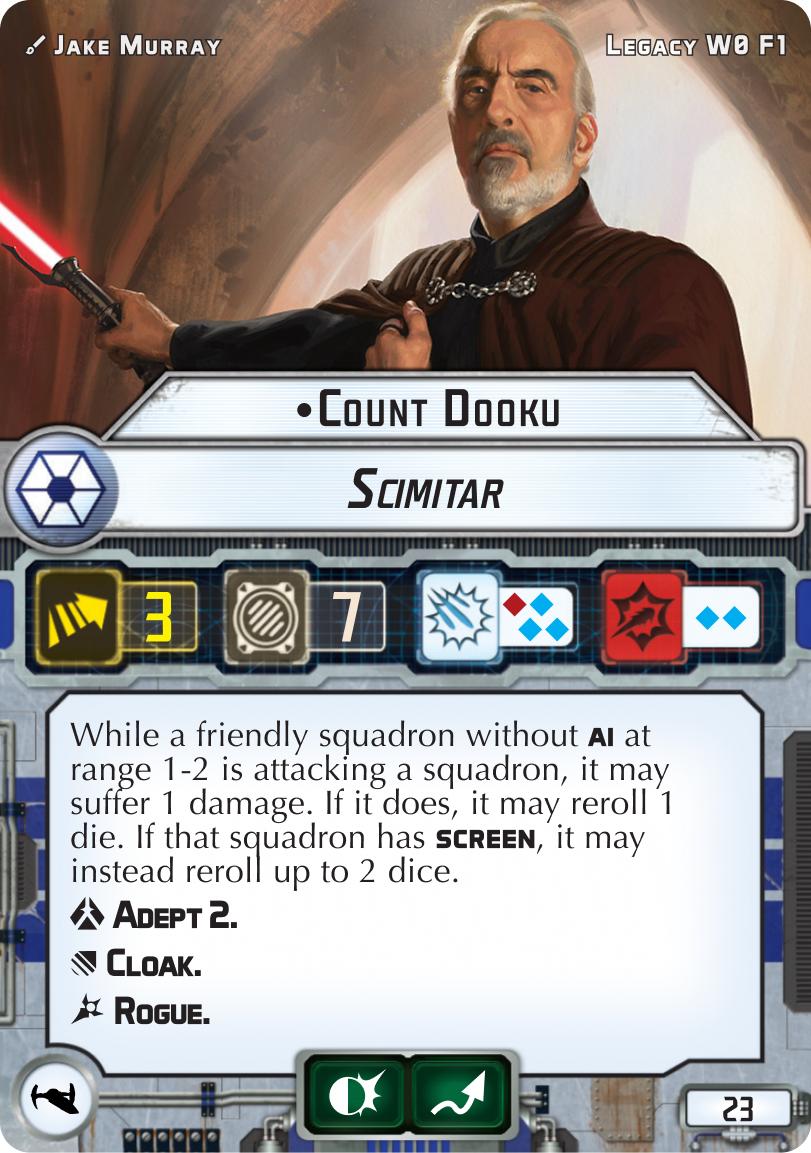 Jake Murray
Legacy W0 F1
•Count Dooku
Scimitar
3
7
While a friendly squadron without AI at
range 1-2 is attacking a squadron, it may
suffer 1 damage. If it does, it may reroll 1
die. If that squadron has SCREEN, it may
instead reroll up to 2 dice.
Adept 2.
Cloak.
Rogue.
23